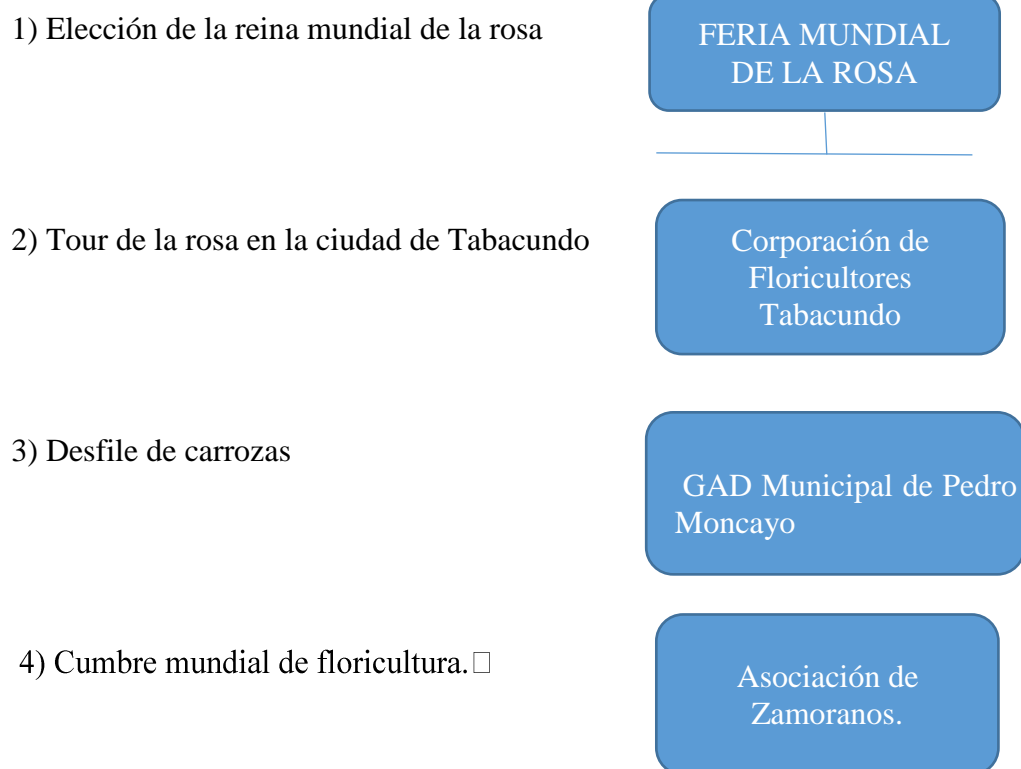 1) Elección de la reina mundial de la rosa
FERIA MUNDIAL
DE LA ROSA
2) Tour de la rosa en la ciudad de Tabacundo
Corporación de
Floricultores
Tabacundo
3) Desfile de carrozas
GAD Municipal de Pedro
Moncayo
4) Cumbre mundial de floricultura.□
Asociación de
Zamoranos.